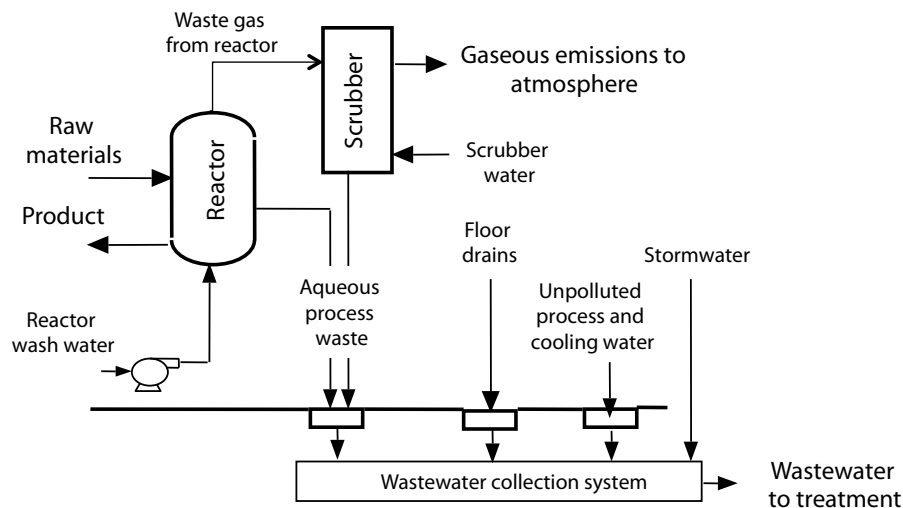 Waste gas
from reactor
Scrubber
Gaseous emissions to
atmosphere
Raw
materials
Reactor
Scrubber
water
Product
Floor
drains
Stormwater
Aqueous
process
waste
Unpolluted
process and
cooling water
Reactor
wash water
Wastewater collection system
Wastewater
to treatment